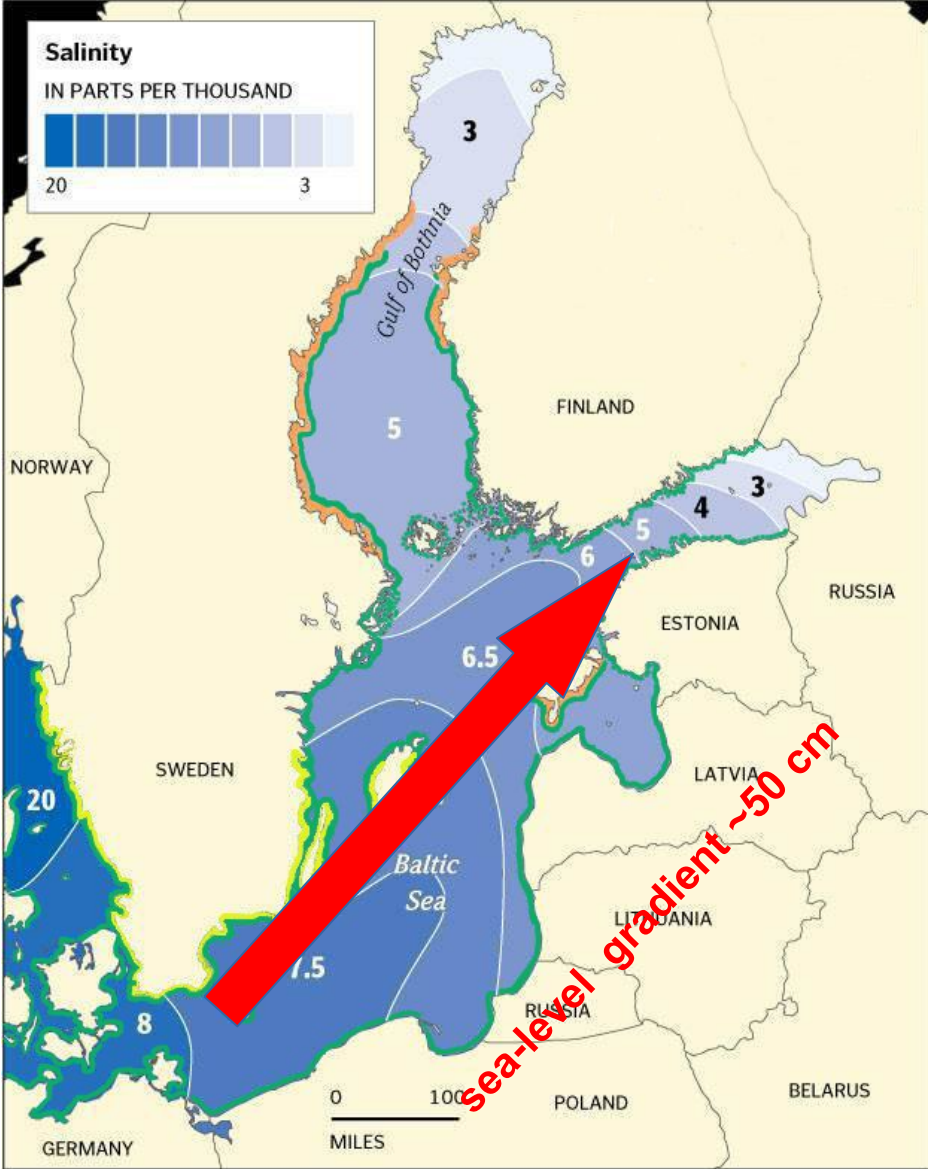 Salinity
IN PARTS PER THOUSAND
20 3
3
Gulf of Bothnia
FINLAND
5
NORWAY
3
4
5
6
RUSSIA
ESTONIA
6.5
SWEDEN
LATVIA
20
Baltic
Sea
LITHUANIA
7.5
RUSSIA
8
sea-level gradient ~50 cm
0 100
MILES
POLAND
BELARUS
GERMANY